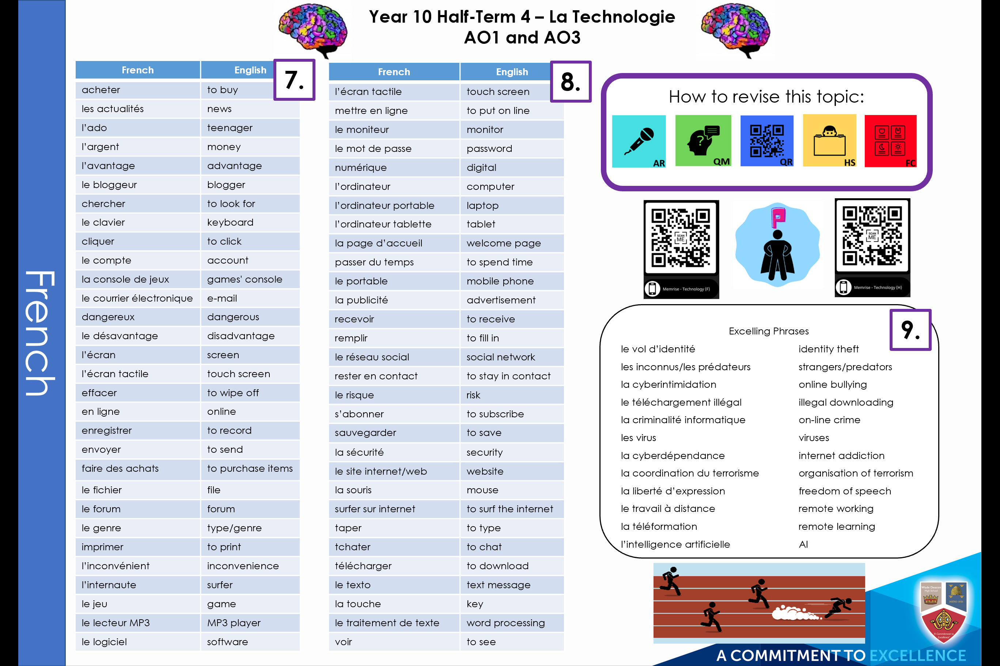 French
Year 10 Half-Term 4 – La Technologie
AO1 and AO3
7.
French English
acheter to buy
les actualités news
l’ado teenager
l’argent money
l’avantage advantage
le bloggeur blogger
chercher to look for
le clavier keyboard
cliquer to click
le compte account
la console de jeux games' console
le courrier électronique e-mail
dangereux dangerous
le désavantage disadvantage
l’écran screen
l’écran tactile touch screen
effacer to wipe off
en ligne online
enregistrer to record
envoyer to send
faire des achats to purchase items
le fichier file
le forum forum
le genre type/genre
imprimer to print
l’inconvénient inconvenience
l’internaute surfer
le jeu game
le lecteur MP3 MP3 player
le logiciel software
8.
French English
l’écran tactile touch screen
mettre en ligne to put on line
le moniteur monitor
le mot de passe password
numérique digital
l’ordinateur computer
l’ordinateur portable laptop
l’ordinateur tablette tablet
la page d’accueil welcome page
passer du temps to spend time
le portable mobile phone
la publicité advertisement
recevoir to receive
remplir to fill in
le réseau social social network
rester en contact to stay in contact
le risque risk
s’abonner to subscribe
sauvegarder to save
la sécurité security
le site internet/web website
la souris mouse
surfer sur internet to surf the internet
taper to type
tchater to chat
télécharger to download
le texto text message
la touche key
le traitement de texte word processing
voir to see
How to revise this topic:
AR QM QR HS FC
SCAN
ME
Memrise - Technology (F)
P
SCAN
ME
Memrise - Technology (H)
9.
Excelling Phrases
le vol d’identité identity theft
les inconnus/les prédateurs strangers/predators
la cyberintimidation online bullying
le téléchargement illégal illegal downloading
la criminalité informatique on-line crime
les virus viruses
la cyberdépendance internet addiction
la coordination du terrorisme organisation of terrorism
la liberté d’expression freedom of speech
le travail à distance remote working
la téléformation remote learning
l’intelligence artificielle AI
Wade Deacon
High School
'A Commitment to
Excellence'
A COMMITMENT TO EXCELLENCE